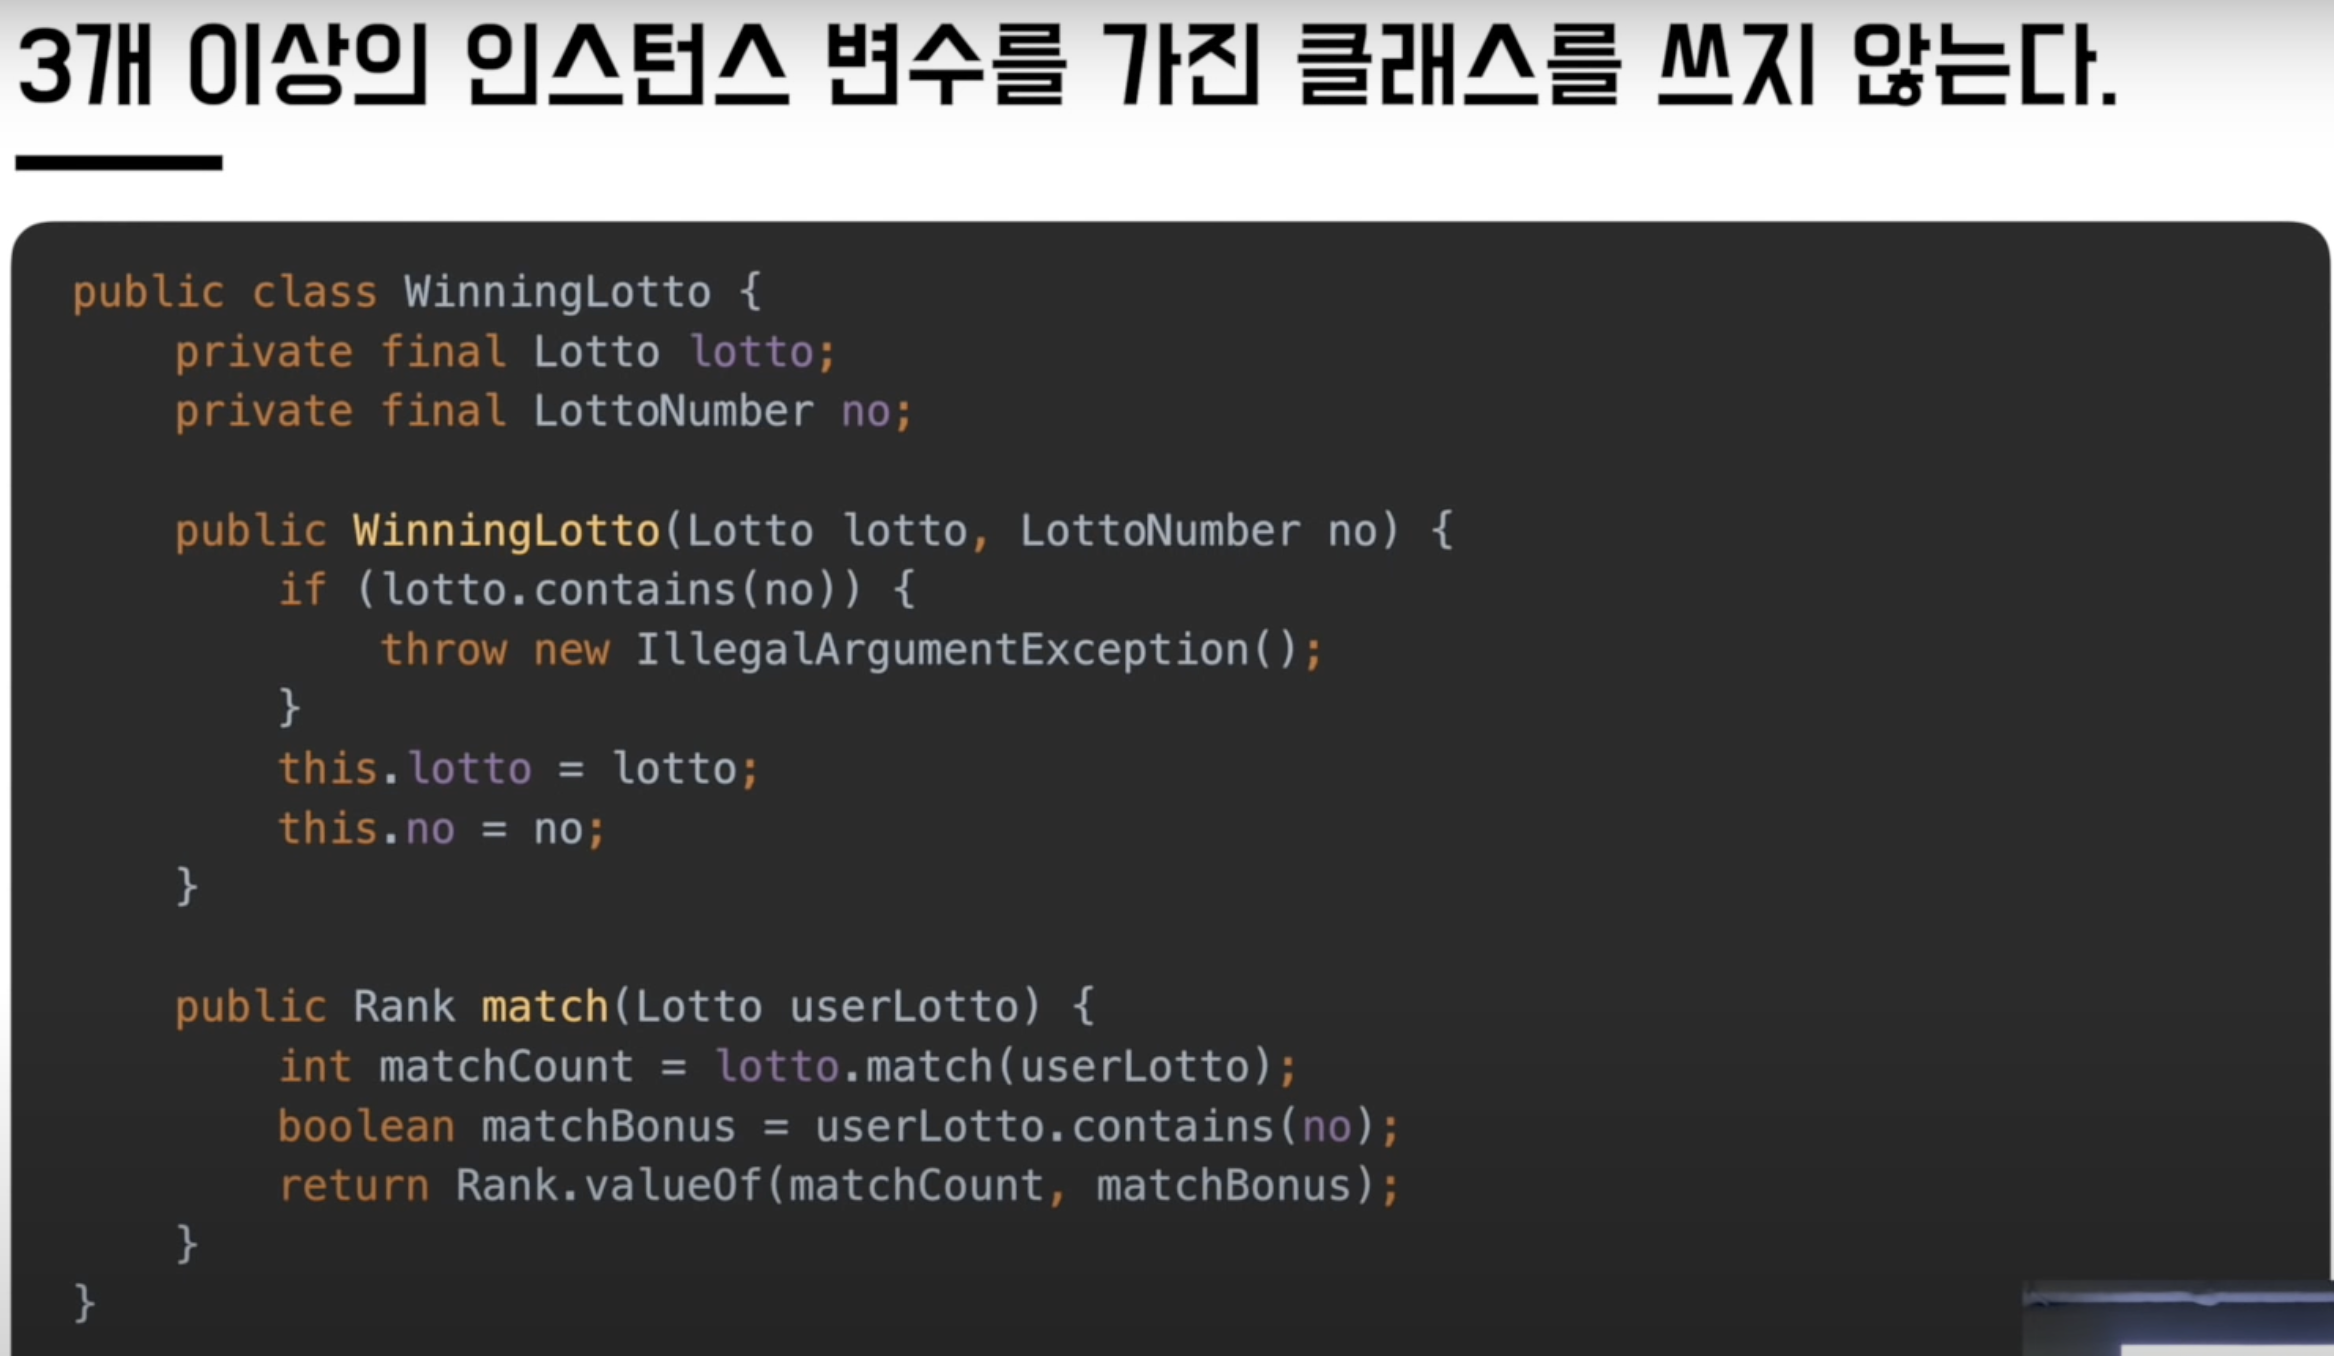 3개 이상의 인스턴스 변수를 가진 클래스를 쓰지 않는다.
public class WinningLotto {
    private final Lotto lotto;
    private final LottoNumber no;

    public WinningLotto(Lotto lotto, LottoNumber no) {
        if (lotto.contains(no)) {
            throw new IllegalArgumentException();
        }
        this.lotto = lotto;
        this.no = no;
    }

    public Rank match(Lotto userLotto) {
        int matchCount = lotto.match(userLotto);
        boolean matchBonus = userLotto.contains(no);
        return Rank.valueOf(matchCount, matchBonus);
    }
}